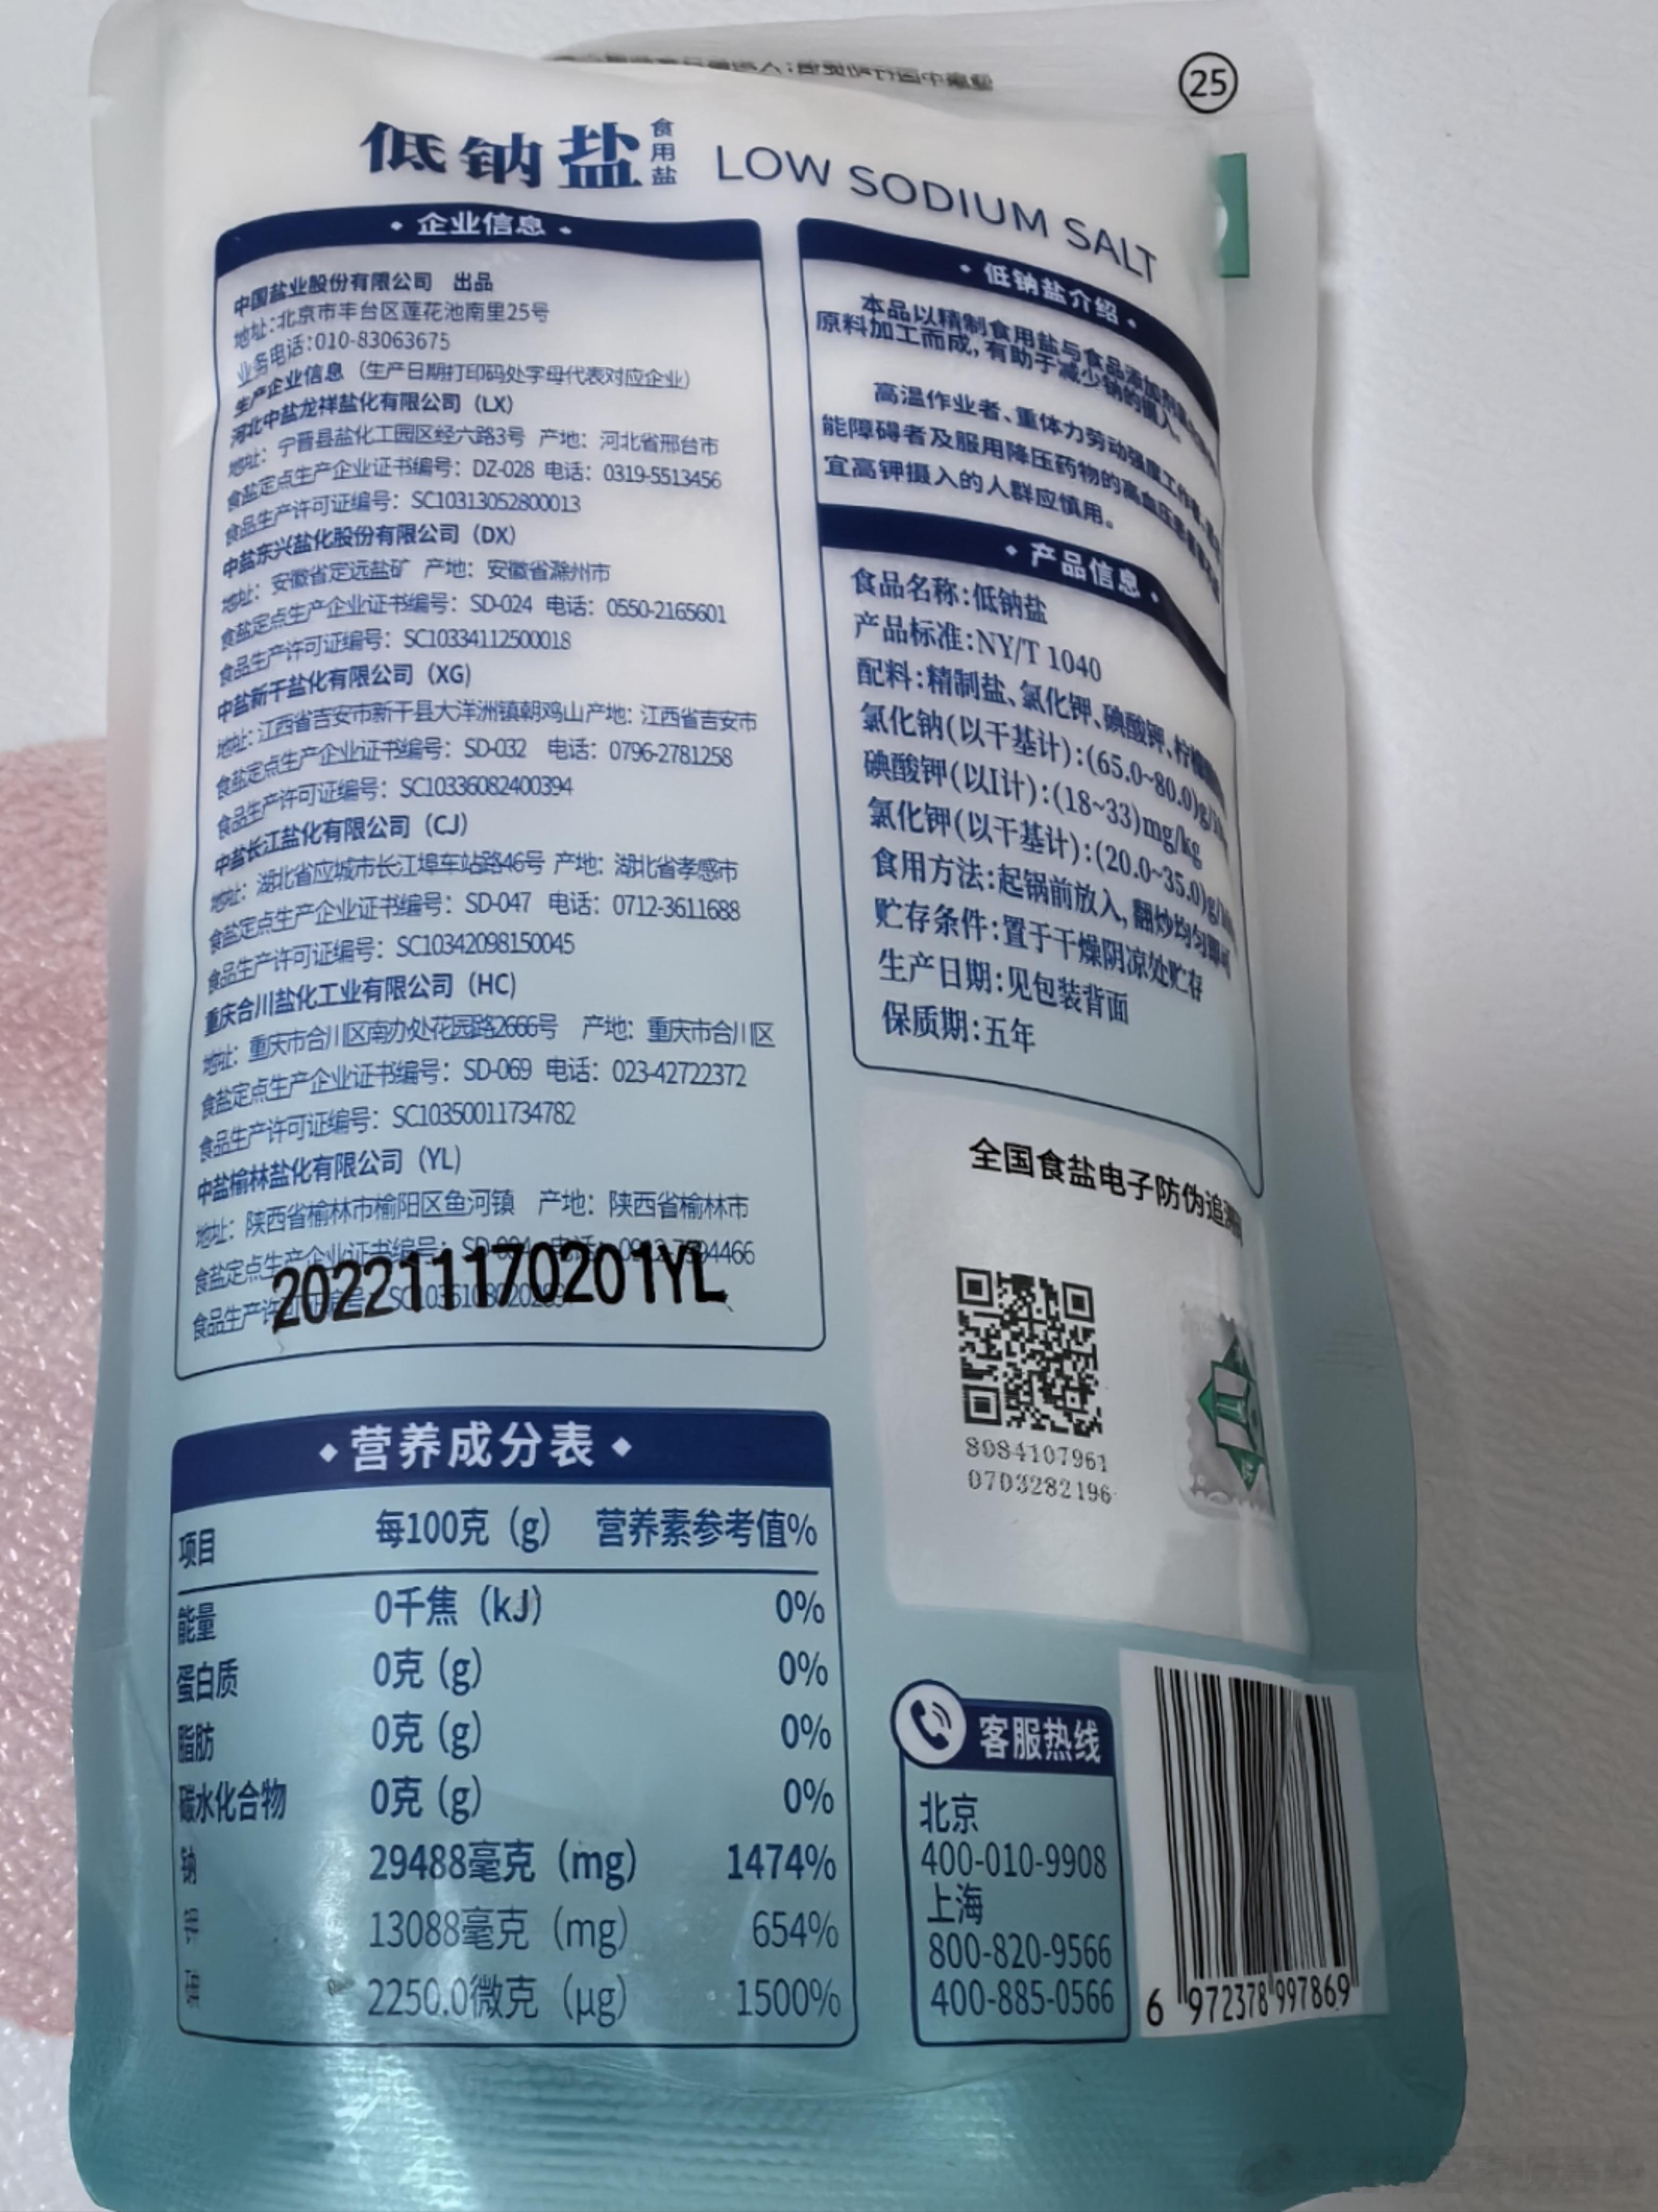 25
低钠盐 食用盐 LOW SODIUM SALT
· 企业信息 ·
中国盐业股份有限公司 出品
地址:北京市丰台区莲花池南里25号
业务电话:010-83063675
生产企业信息（生产日期打印码处字母代表对应企业）
河北中盐龙祥盐化有限公司（LX）
地址：宁晋县盐化工园区经六路3号 产地：河北省邢台市
食盐定点生产企业证书编号：DZ-028 电话：0319-5513456
食品生产许可证编号：SC10313052800013
中盐东兴盐化股份有限公司（DX）
地址：安徽省定远盐矿 产地：安徽省滁州市
食盐定点生产企业证书编号：SD-024 电话：0550-2165601
食品生产许可证编号：SC10334112500018
中盐新干盐化有限公司（XG）
地址：江西省吉安市新干县大洋洲镇朝鸡山 产地：江西省吉安市
食盐定点生产企业证书编号：SD-032 电话：0796-2781258
食品生产许可证编号：SC10336082400394
中盐长江盐化有限公司（CJ）
地址：湖北省应城市长江埠车站路46号 产地：湖北省孝感市
食盐定点生产企业证书编号：SD-047 电话：0712-3611688
食品生产许可证编号：SC10342098150045
重庆合川盐化工业有限公司（HC）
地址：重庆市合川区南办处花园路2666号 产地：重庆市合川区
食盐定点生产企业证书编号：SD-069 电话：023-42722372
食品生产许可证编号：SC10350011734782
中盐榆林盐化有限公司（YL）
地址：陕西省榆林市榆阳区鱼河镇 产地：陕西省榆林市
食盐定点生产企业证书编号：
食品生产许可证编号：
202211170201YL
◆ 营养成分表 ◆
项目 每100克（g） 营养素参考值%
能量 0千焦（kJ） 0%
蛋白质 0克（g） 0%
脂肪 0克（g） 0%
碳水化合物 0克（g） 0%
钠 29488毫克（mg） 1474%
钾 13088毫克（mg） 654%
碘 2250.0微克（μg） 1500%
· 低钠盐介绍 ·
本品以精制食用盐与食品添加剂
原料加工而成,有助于减少钠的摄入。
高温作业者、重体力劳动强度工作者、
能障碍者及服用降压药物的高血压患者
宜高钾摄入的人群应慎用。
· 产品信息 ·
食品名称:低钠盐
产品标准:NY/T 1040
配料:精制盐、氯化钾、碘酸钾、
氯化钠(以干基计):(65.0~80.0)g/
碘酸钾(以I计):(18~33)mg/kg
氯化钾(以干基计):(20.0~35.0)g/
食用方法:起锅前放入,翻炒均匀即可
贮存条件:置于干燥阴凉处贮存
生产日期:见包装背面
保质期:五年
全国食盐电子防伪追溯
8084107961
0703282196
客服热线
北京
400-010-9908
上海
800-820-9566
400-885-0566
6 972378 997869